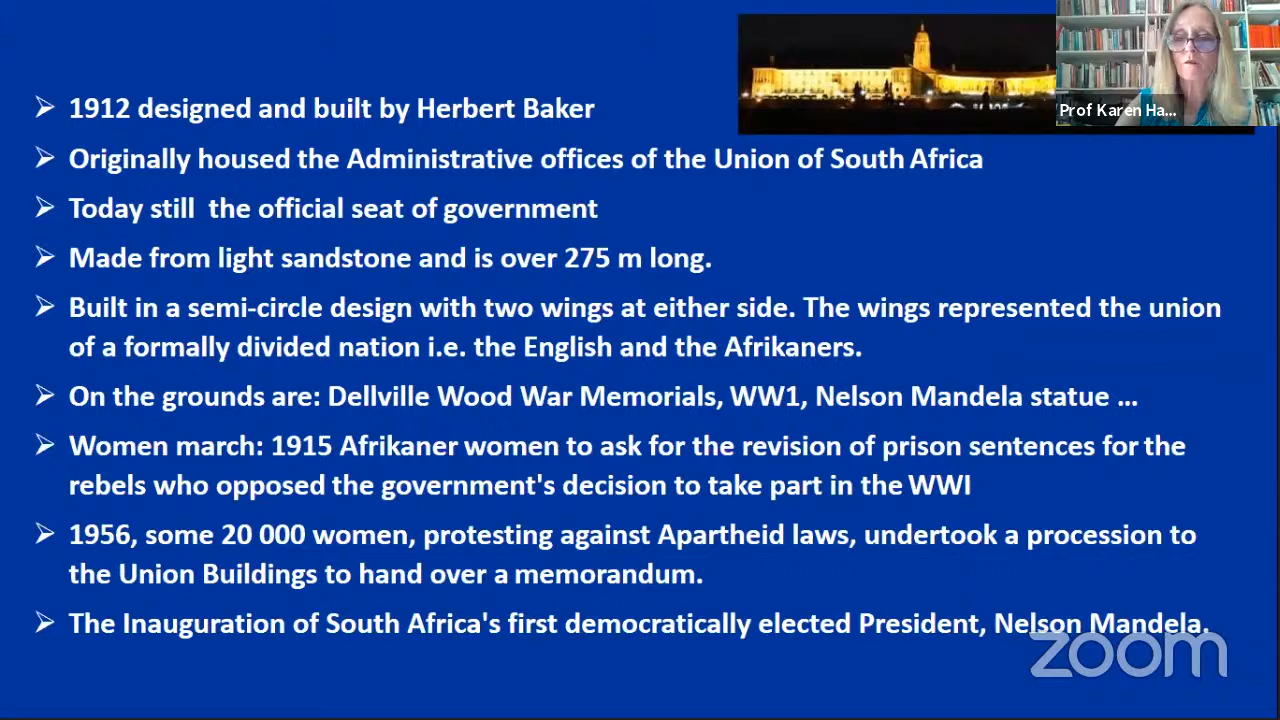 Prof Karen Ha...
➢ 1912 designed and built by Herbert Baker
➢ Originally housed the Administrative offices of the Union of South Africa
➢ Today still the official seat of government
➢ Made from light sandstone and is over 275 m long.
➢ Built in a semi-circle design with two wings at either side. The wings represented the union
of a formally divided nation i.e. the English and the Afrikaners.
➢ On the grounds are: Dellville Wood War Memorials, WW1, Nelson Mandela statue ...
➢ Women march: 1915 Afrikaner women to ask for the revision of prison sentences for the
rebels who opposed the government's decision to take part in the WWI
➢ 1956, some 20 000 women, protesting against Apartheid laws, undertook a procession to
the Union Buildings to hand over a memorandum.
➢ The Inauguration of South Africa's first democratically elected President, Nelson Mandela.
zoom